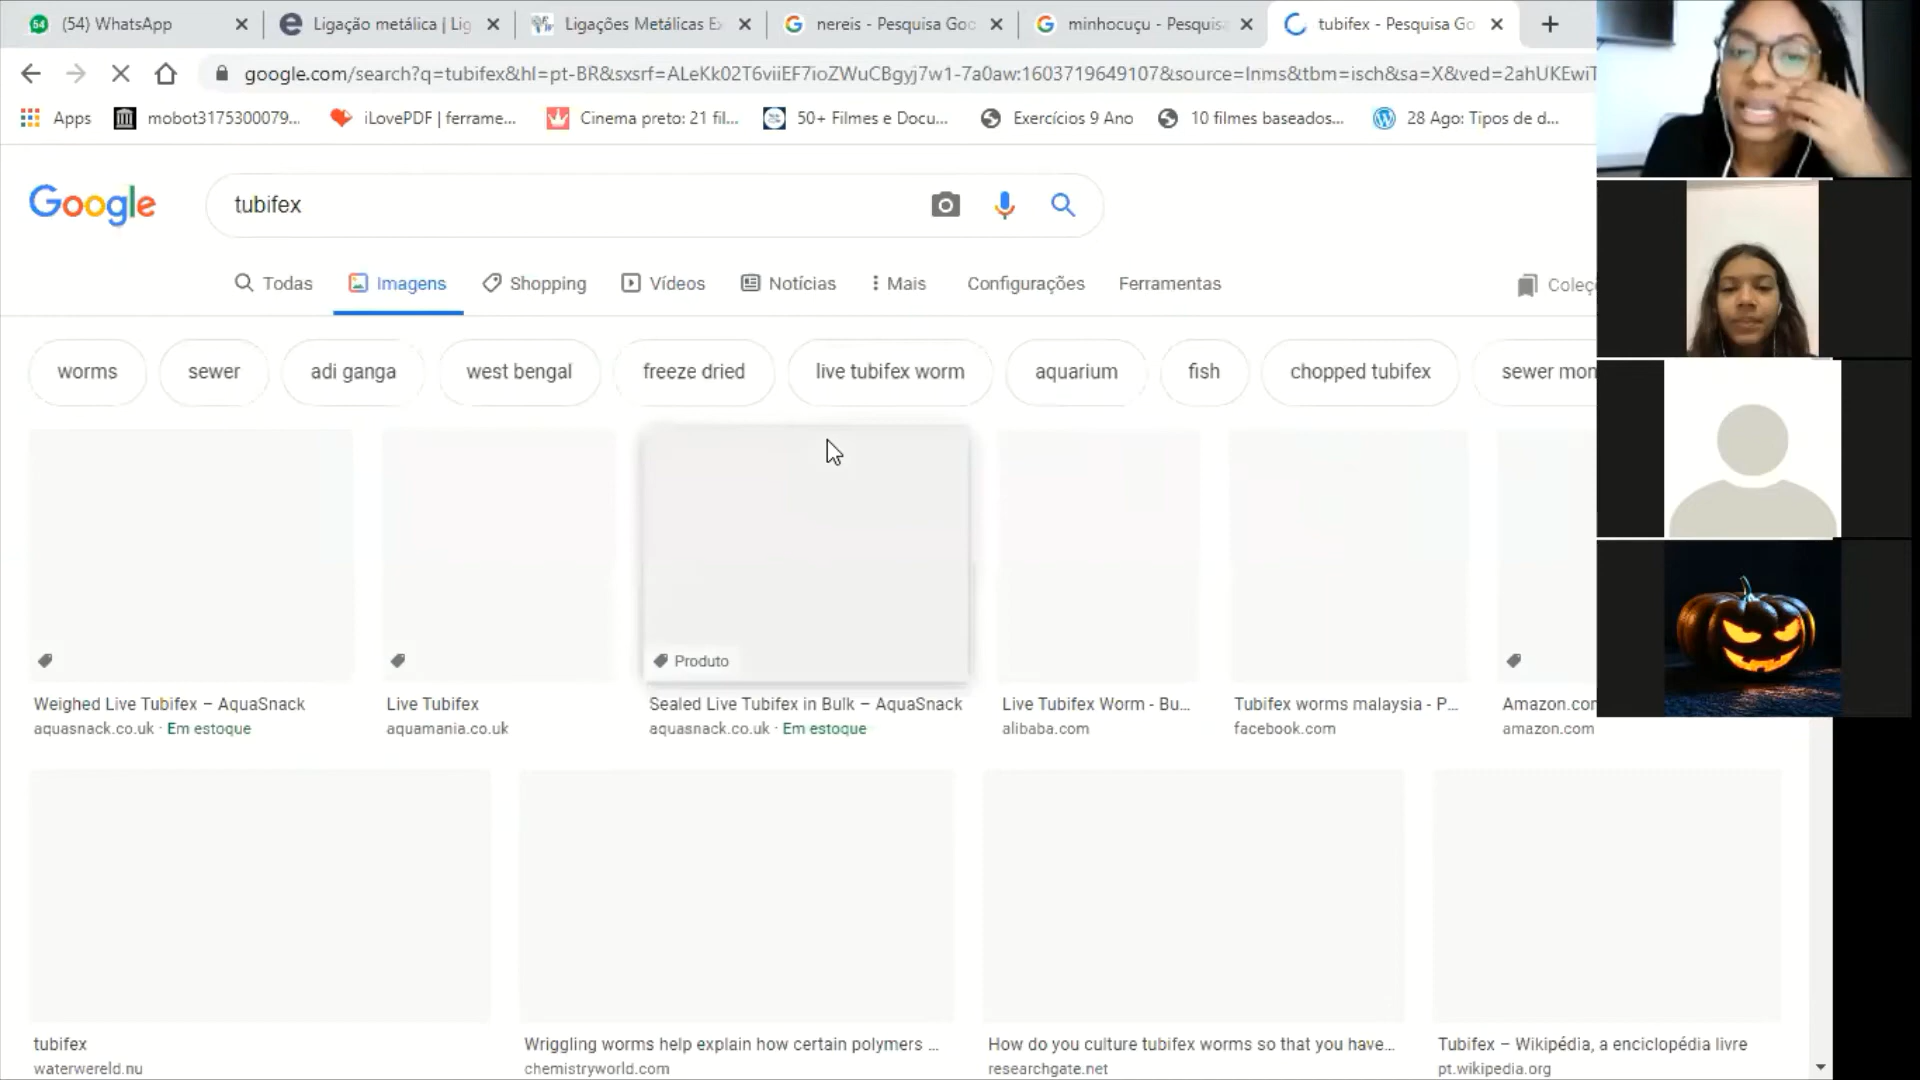 (54) WhatsApp
Ligação metálica | Lig
Ligações Metálicas Ex
nereis - Pesquisa Goo
minhocuçu - Pesquisa
tubifex - Pesquisa Go
google.com/search?q=tubifex&hl=pt-BR&sxsrf=ALeKk02T6viiEF7ioZWuCBgyj7w1-7a0aw:1603719649107&source=lnms&tbm=isch&sa=X&ved=2ahUKEwiT
Apps
mobot3175300079...
iLovePDF | ferrame...
Cinema preto: 21 fil...
50+ Filmes e Docu...
Exercícios 9 Ano
10 filmes baseados...
28 Ago: Tipos de d...
Google
tubifex
Todas
Imagens
Shopping
Vídeos
Notícias
Mais
Configurações
Ferramentas
Coleç
worms
sewer
adi ganga
west bengal
freeze dried
live tubifex worm
aquarium
fish
chopped tubifex
sewer mon
Produto
Weighed Live Tubifex – AquaSnack
aquasnack.co.uk · Em estoque
Live Tubifex
aquamania.co.uk
Sealed Live Tubifex in Bulk – AquaSnack
aquasnack.co.uk · Em estoque
Live Tubifex Worm - Bu...
alibaba.com
Tubifex worms malaysia - P...
facebook.com
Amazon.com
amazon.com
tubifex
waterwereld.nu
Wriggling worms help explain how certain polymers ...
chemistryworld.com
How do you culture tubifex worms so that you have...
researchgate.net
Tubifex – Wikipédia, a enciclopédia livre
pt.wikipedia.org